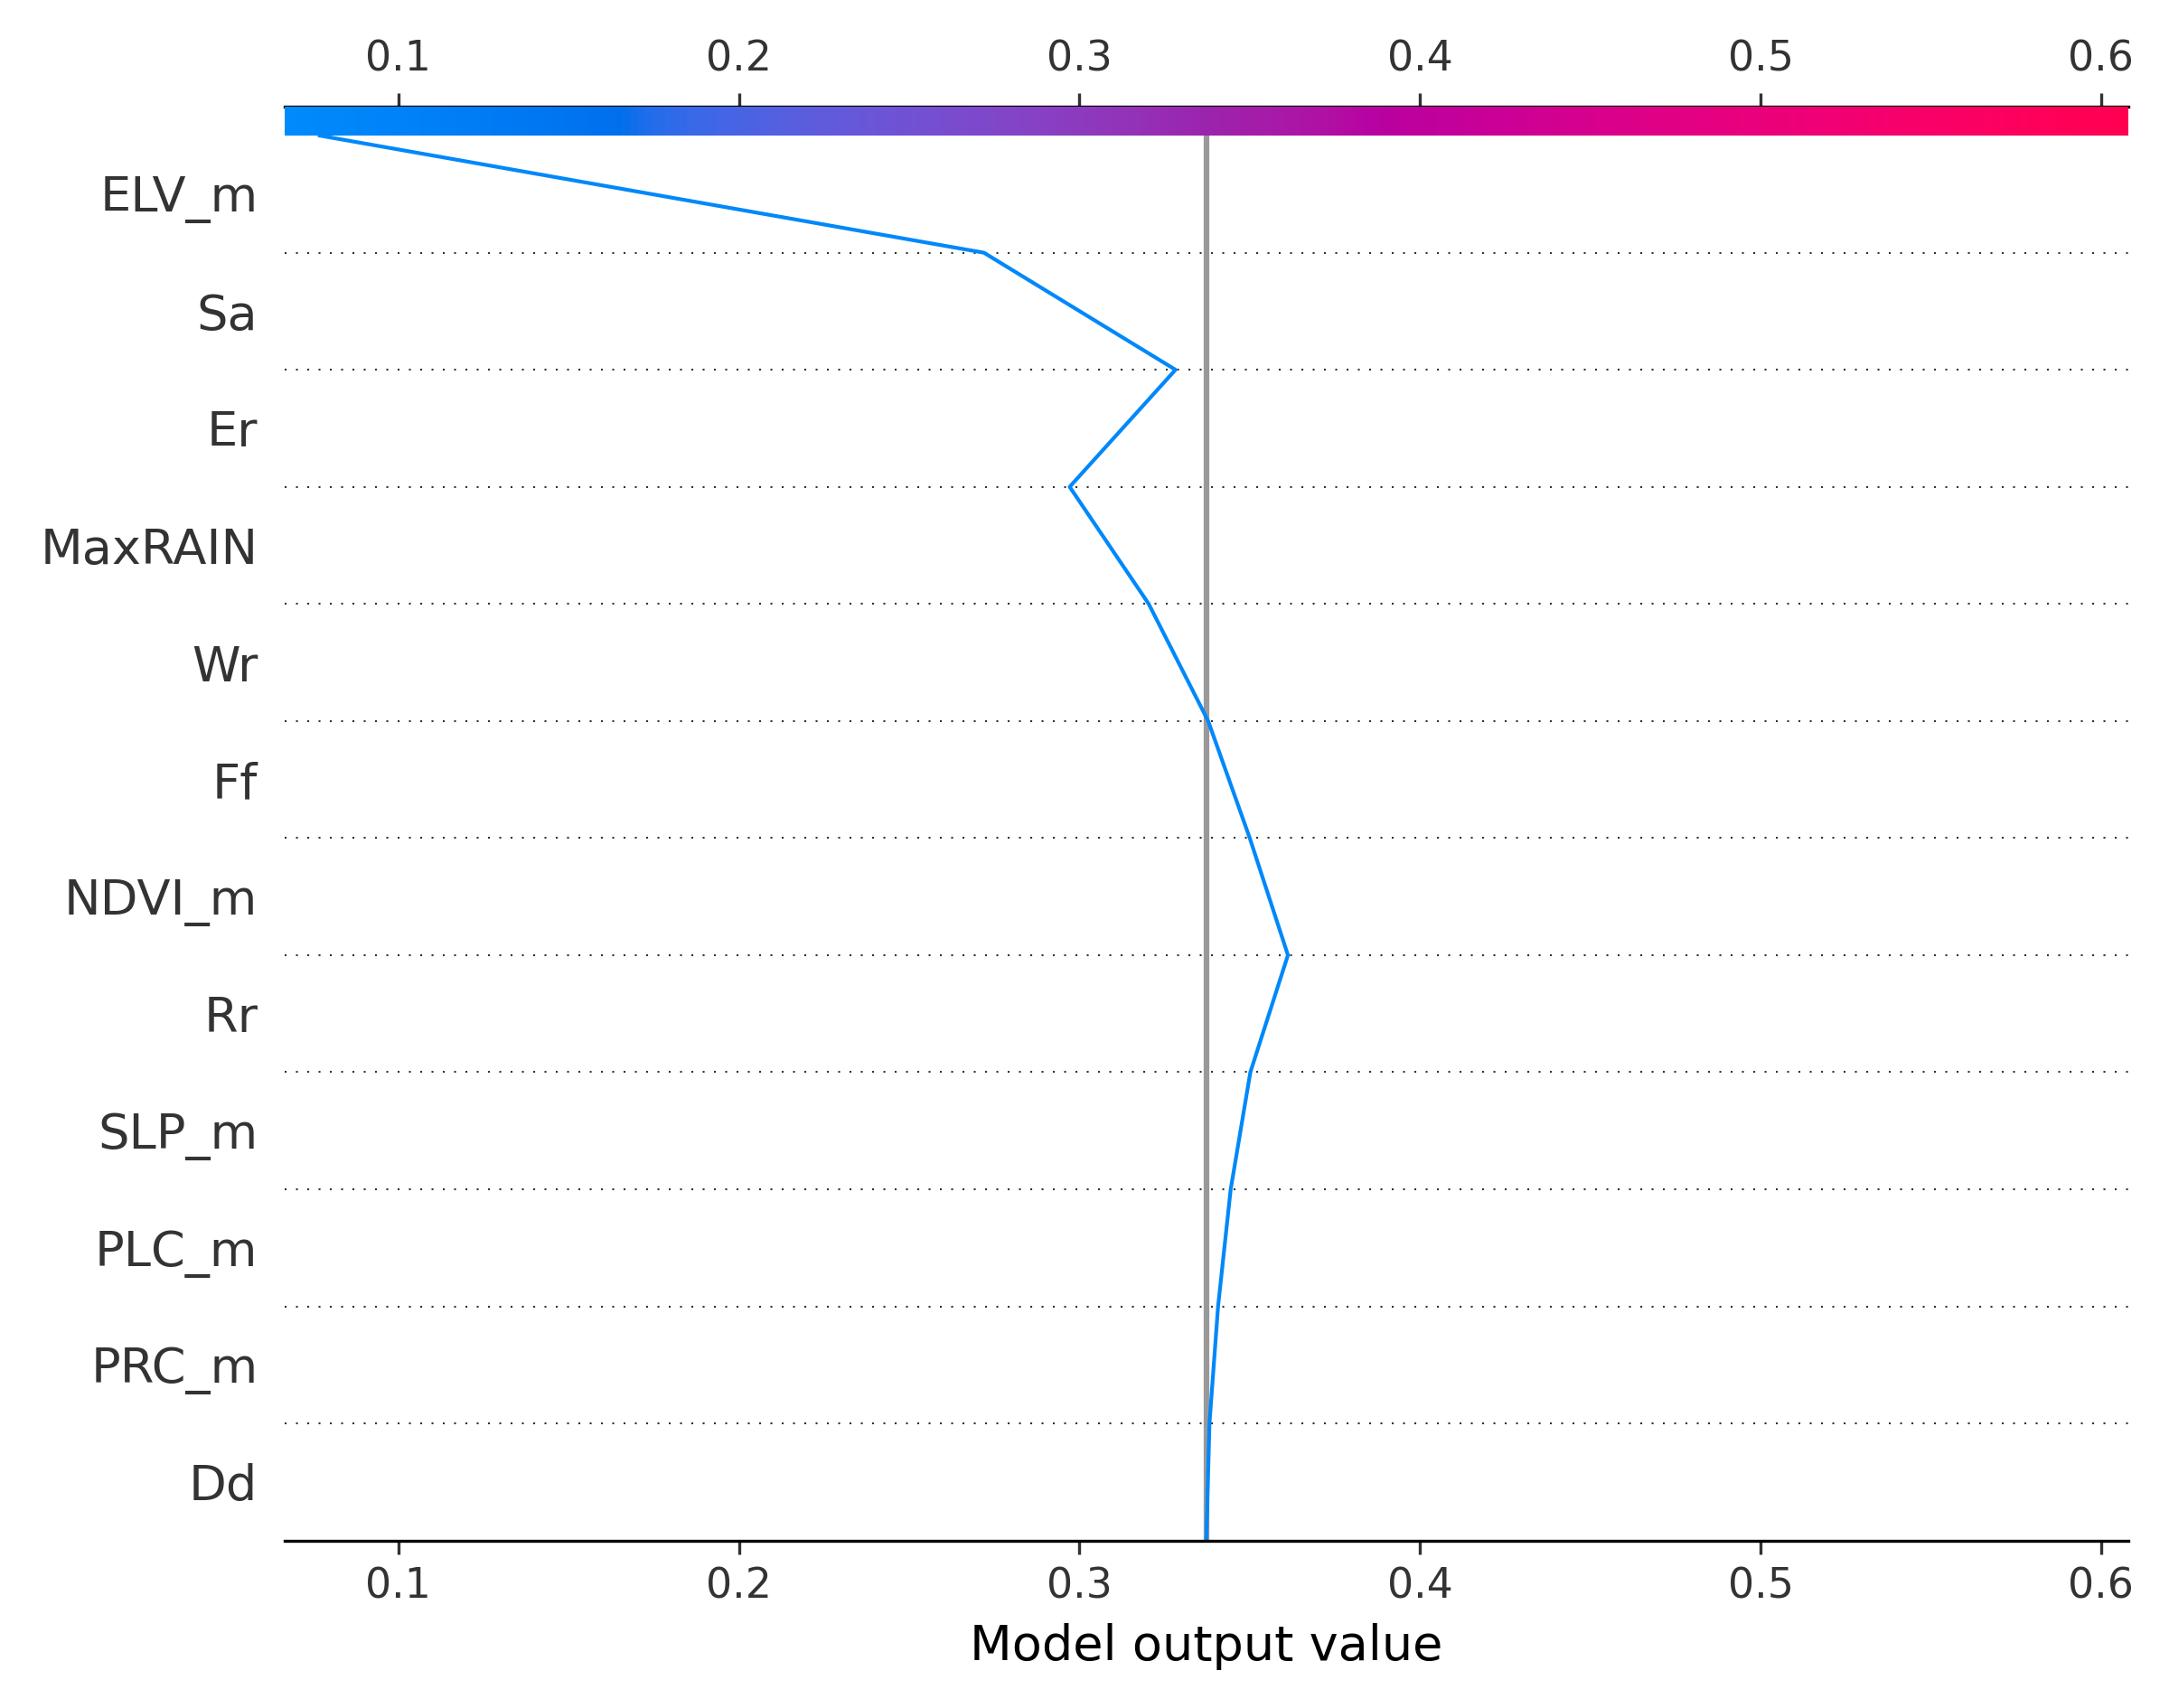 0.1 0.2 0.3 0.4 0.5 0.6
ELV_m
Sa
Er
MaxRAIN
Wr
Ff
NDVI_m
Rr
SLP_m
PLC_m
PRC_m
Dd
0.1 0.2 0.3 0.4 0.5 0.6
Model output value